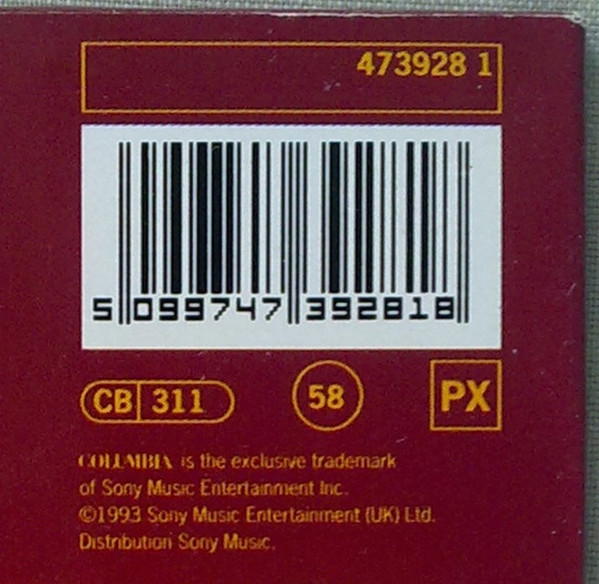 473928 1
5 099747 392818
CB 311
58
PX
COLUMBIA is the exclusive trademark
of Sony Music Entertainment Inc.
©1993 Sony Music Entertainment (UK) Ltd.
Distribution Sony Music.